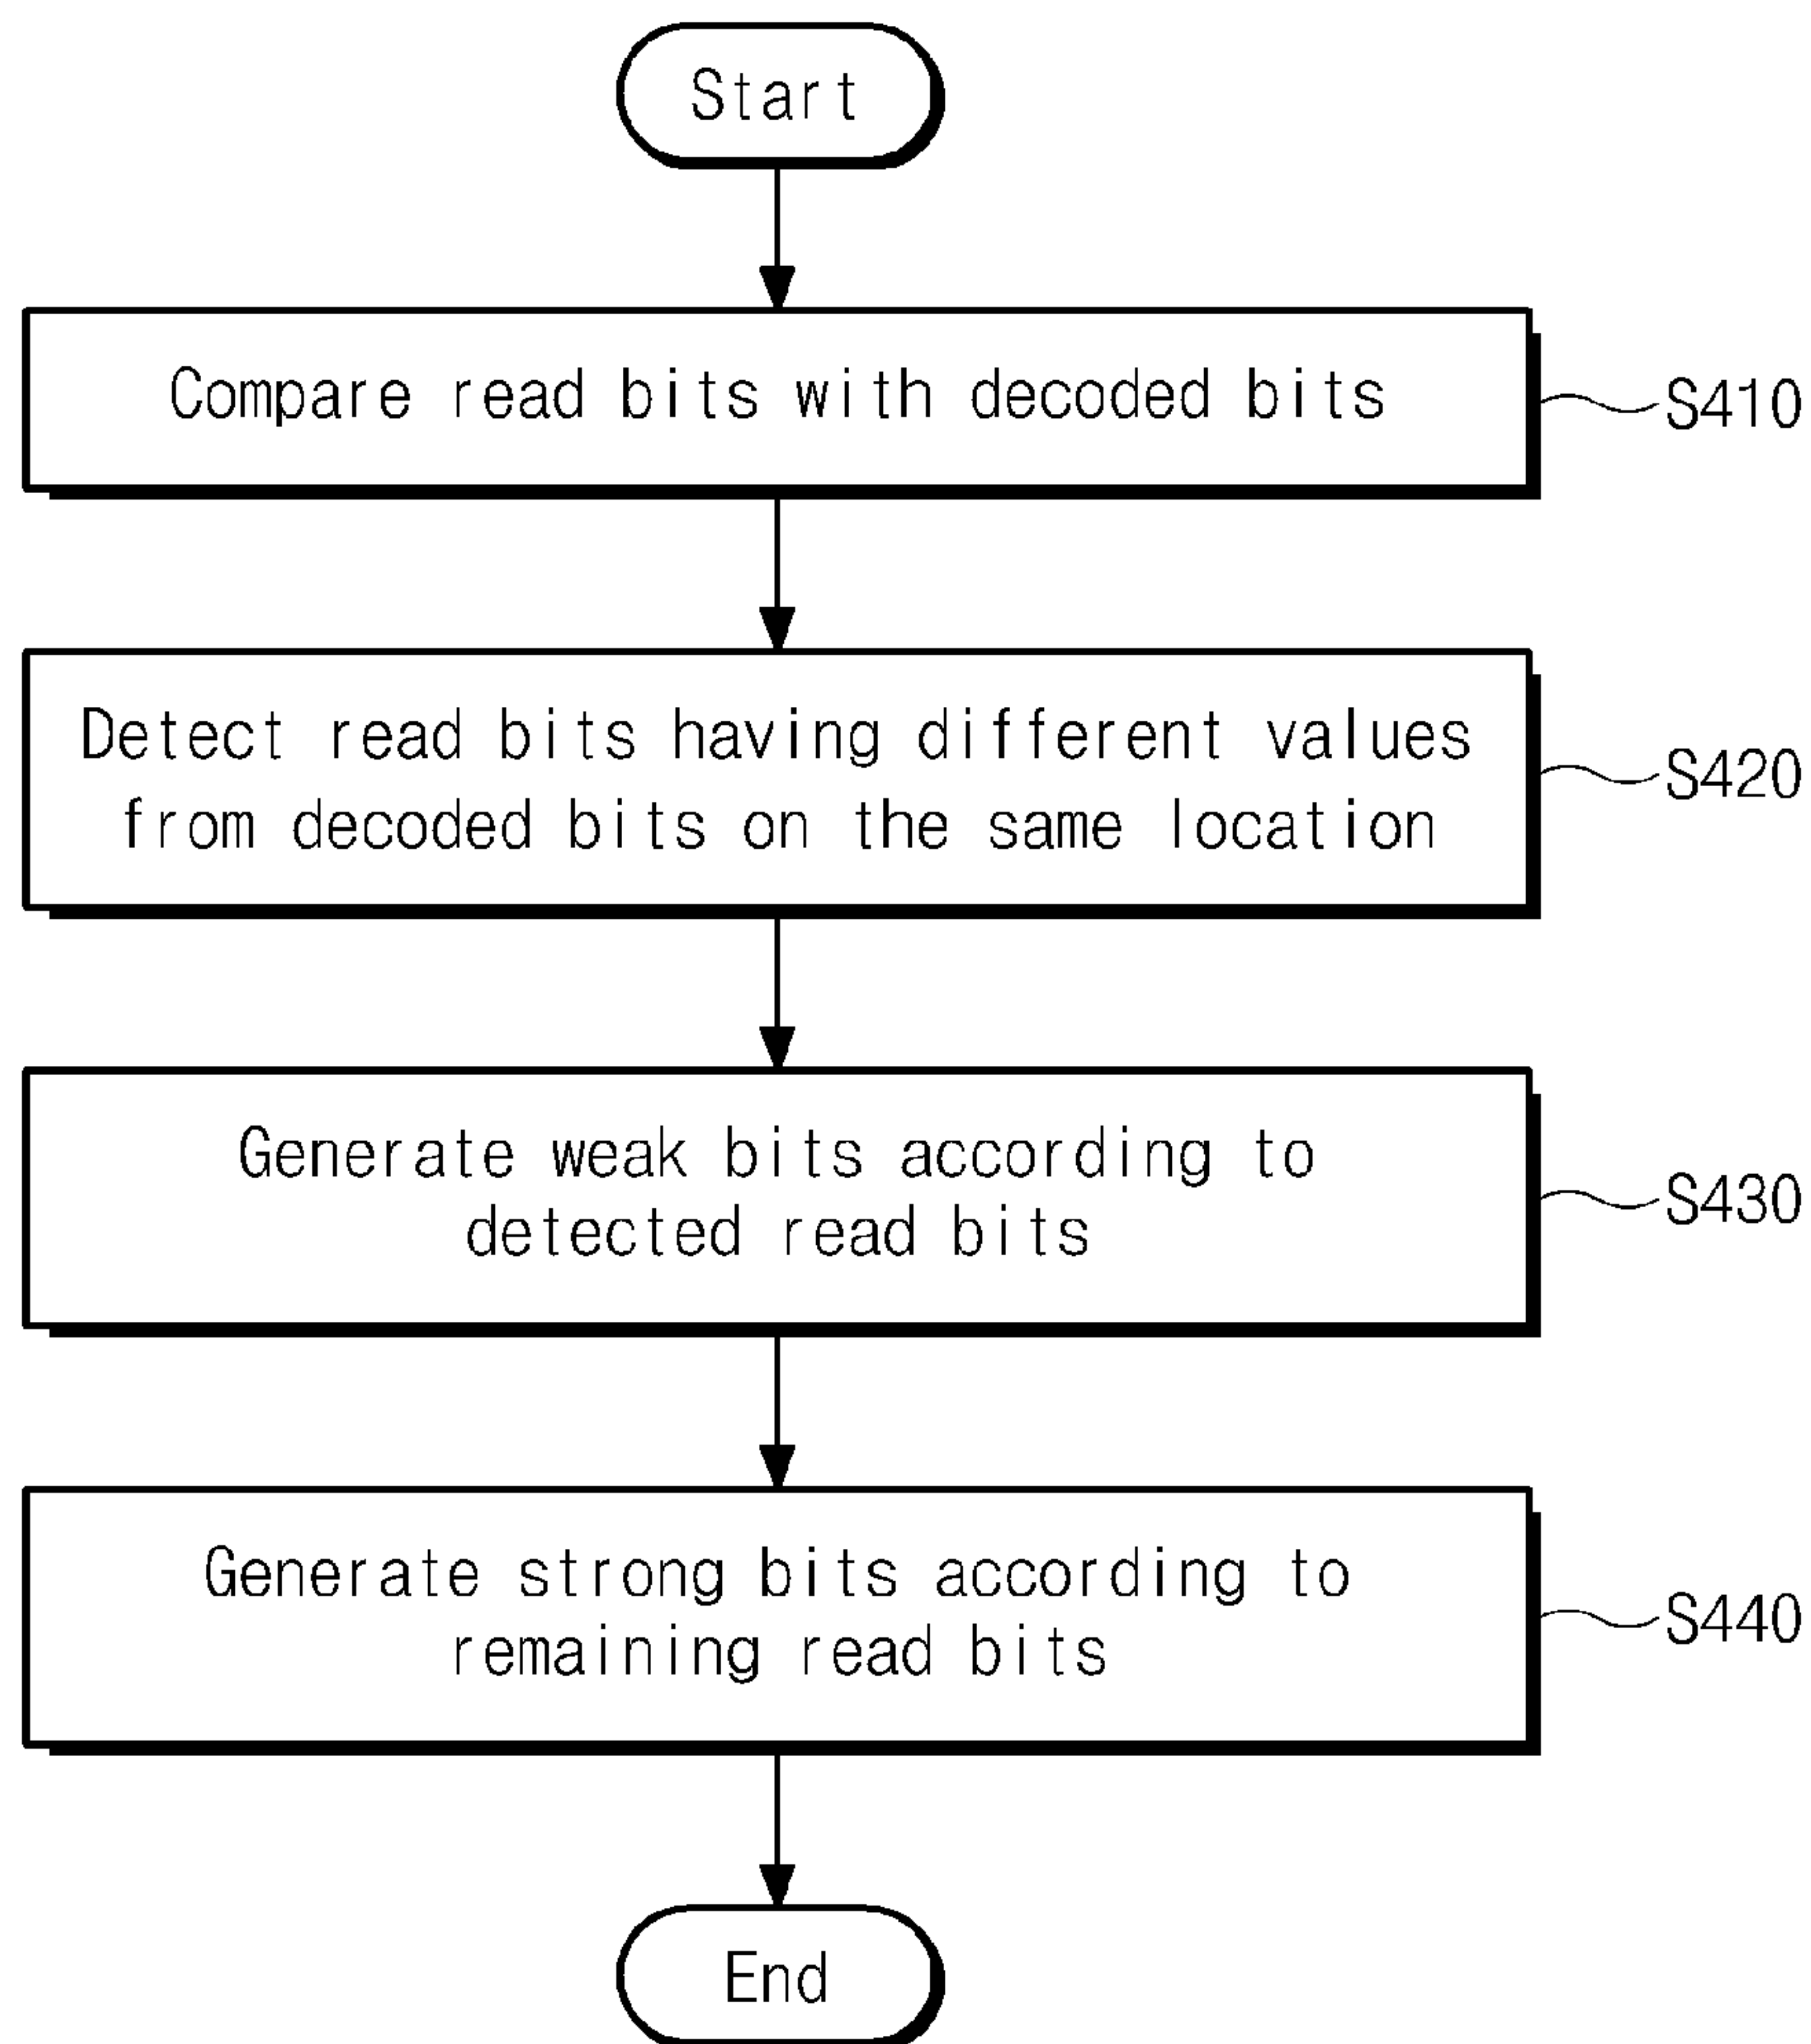 Start
Compare read bits with decoded bits
S410
Detect read bits having different values
from decoded bits on the same location
S420
Generate weak bits according to
detected read bits
S430
Generate strong bits according to
remaining read bits
S440
End